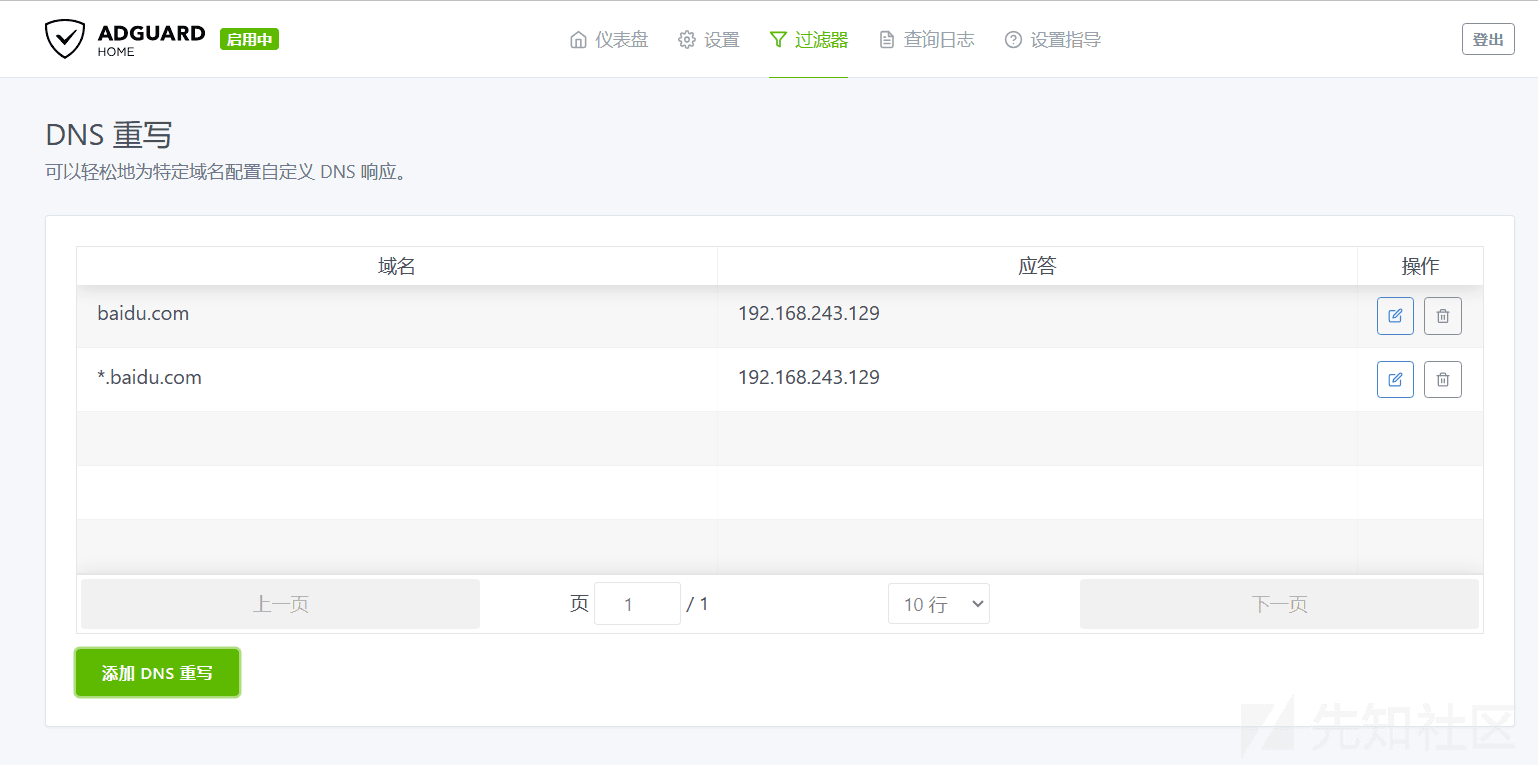 ADGUARD
HOME
启用中
仪表盘
设置
过滤器
查询日志
设置指导
登出
DNS 重写
可以轻松地为特定域名配置自定义 DNS 响应。
域名 应答 操作
baidu.com 192.168.243.129
*.baidu.com 192.168.243.129
上一页 页 1 / 1 10 行 下一页
添加 DNS 重写
先知社区